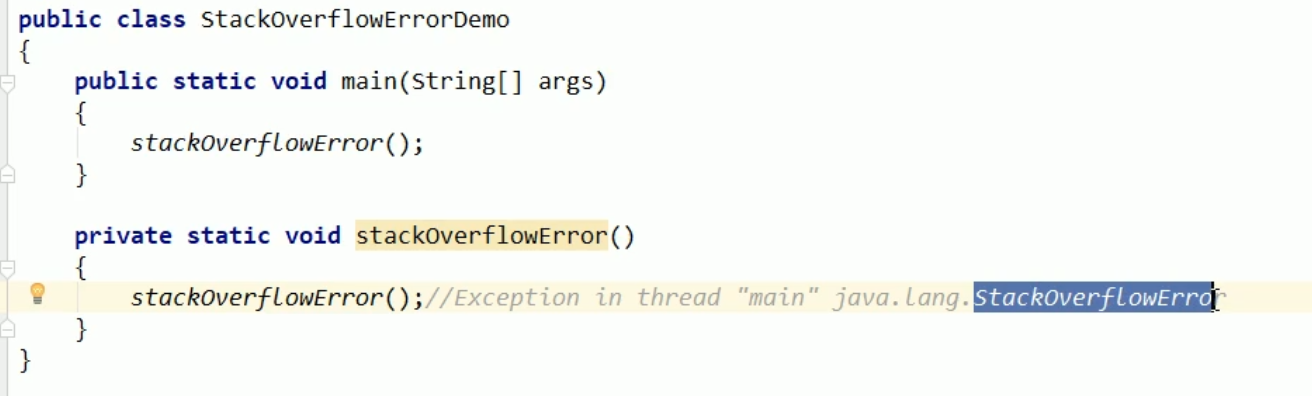 public class StackOverflowErrorDemo
{
public static void main(String[] args)
{
stackOverflowError();
}
private static void stackOverflowError()
{
stackOverflowError();//Exception in thread "main" java.lang.StackOverflowError
}
}